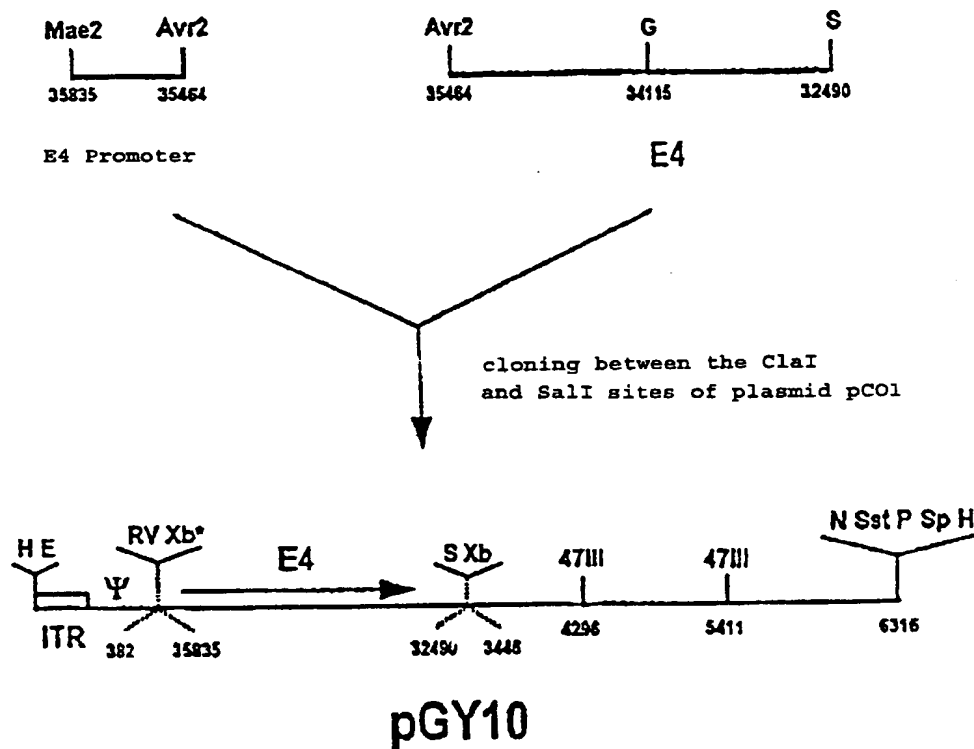 Mae2 Avr2 Avr2 G S
35835 35464 35464 34115 32490
E4 Promoter E4
cloning between the ClaI
and SalI sites of plasmid pCO1
H E RV Xb* E4 S Xb 47III 47III N Sst P Sp H
Ψ
ITR 382 35835 32490 3446 4296 5411 6316
pGY10